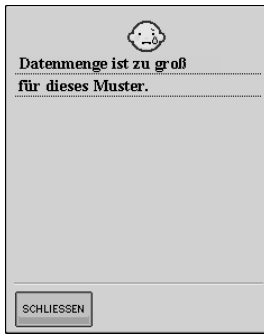 Datenmenge ist zu groß
für dieses Muster.
SCHLIESSEN